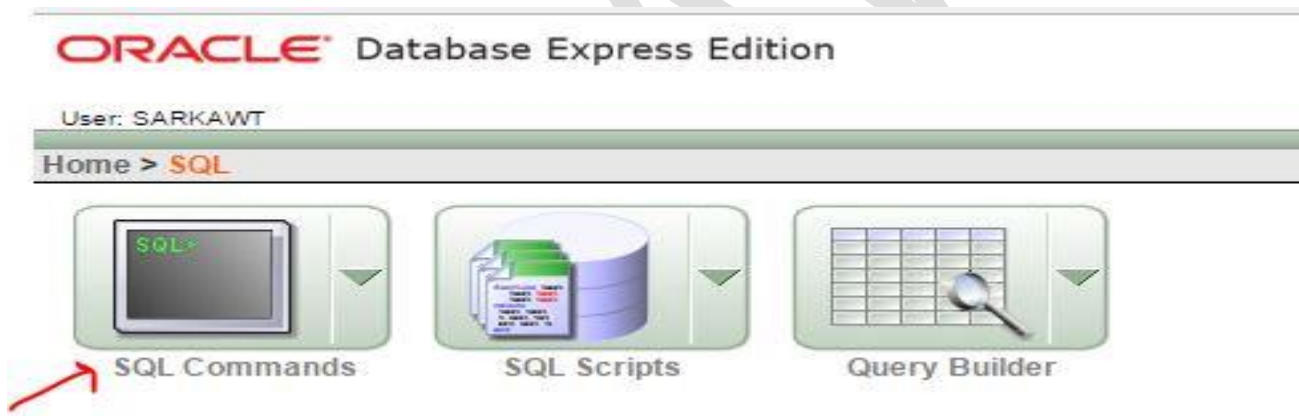 ORACLE Database Express Edition
User: SARKAWT
Home > SQL
SQL>
SQL Commands
SQL Scripts
Query Builder